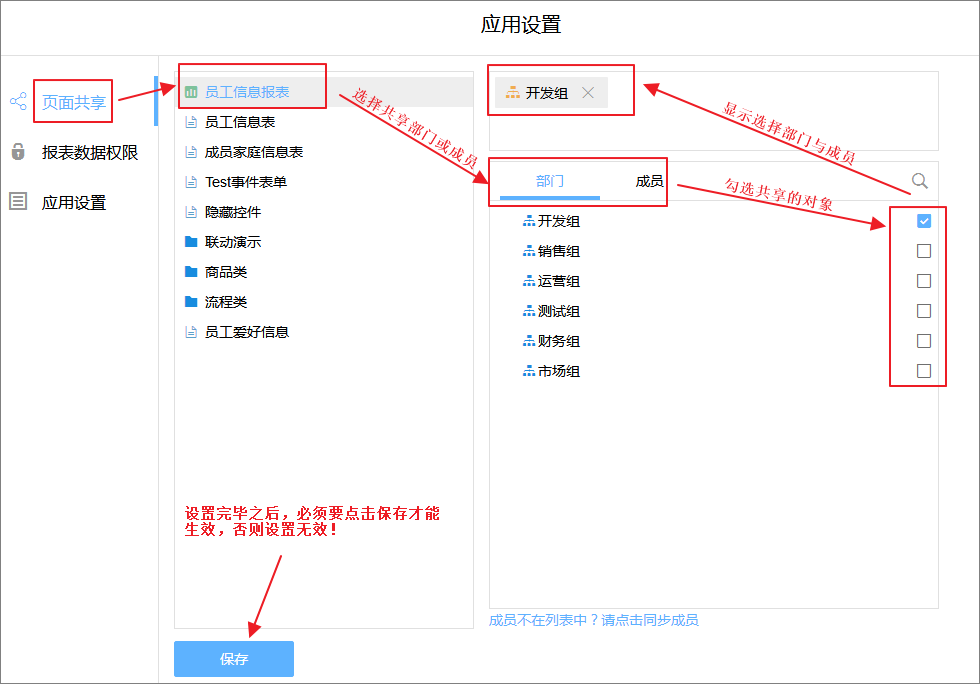 应用设置
页面共享
报表数据权限
应用设置
员工信息报表
员工信息表
成员家庭信息表
Test事件表单
隐藏控件
联动演示
商品类
流程类
员工爱好信息
选择共享部门或成员
开发组
显示选择部门与成员
部门 成员
勾选共享的对象
开发组
销售组
运营组
测试组
财务组
市场组
设置完毕之后，必须要点击保存才能
生效，否则设置无效！
成员不在列表中？请点击同步成员
保存